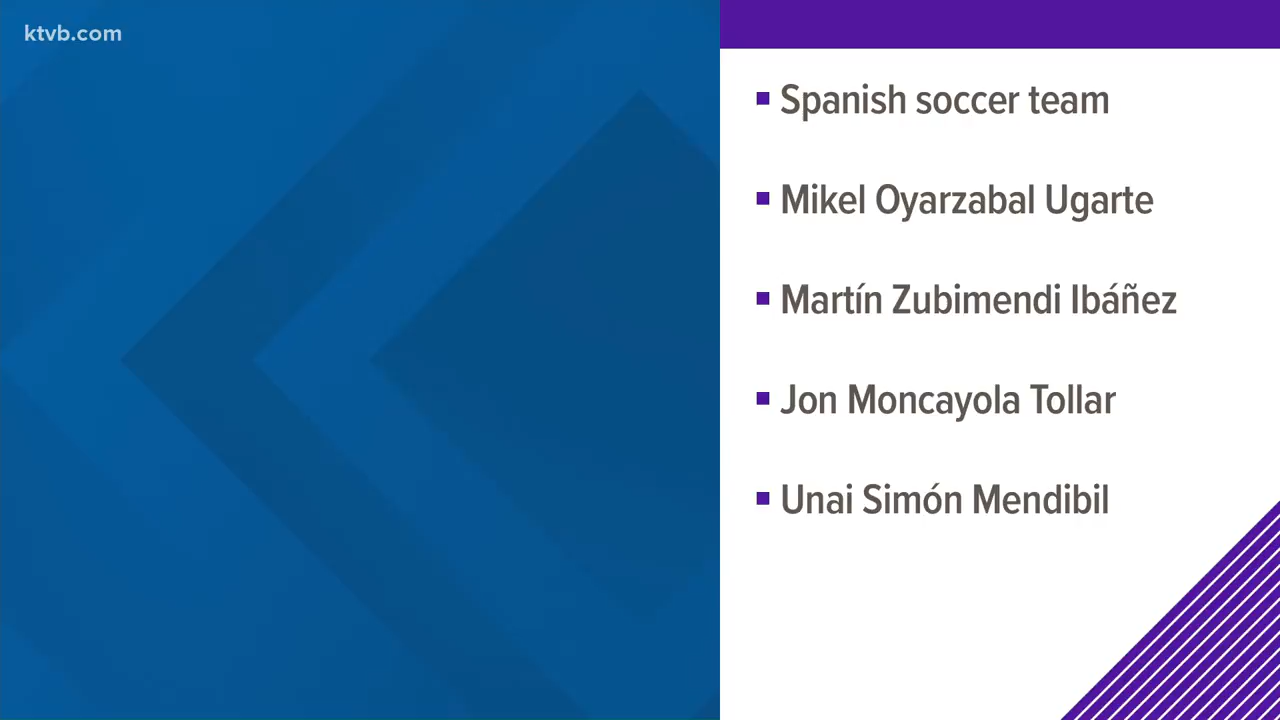 ktvb.com
Spanish soccer team
Mikel Oyarzabal Ugarte
Martín Zubimendi Ibáñez
Jon Moncayola Tollar
Unai Simón Mendibil